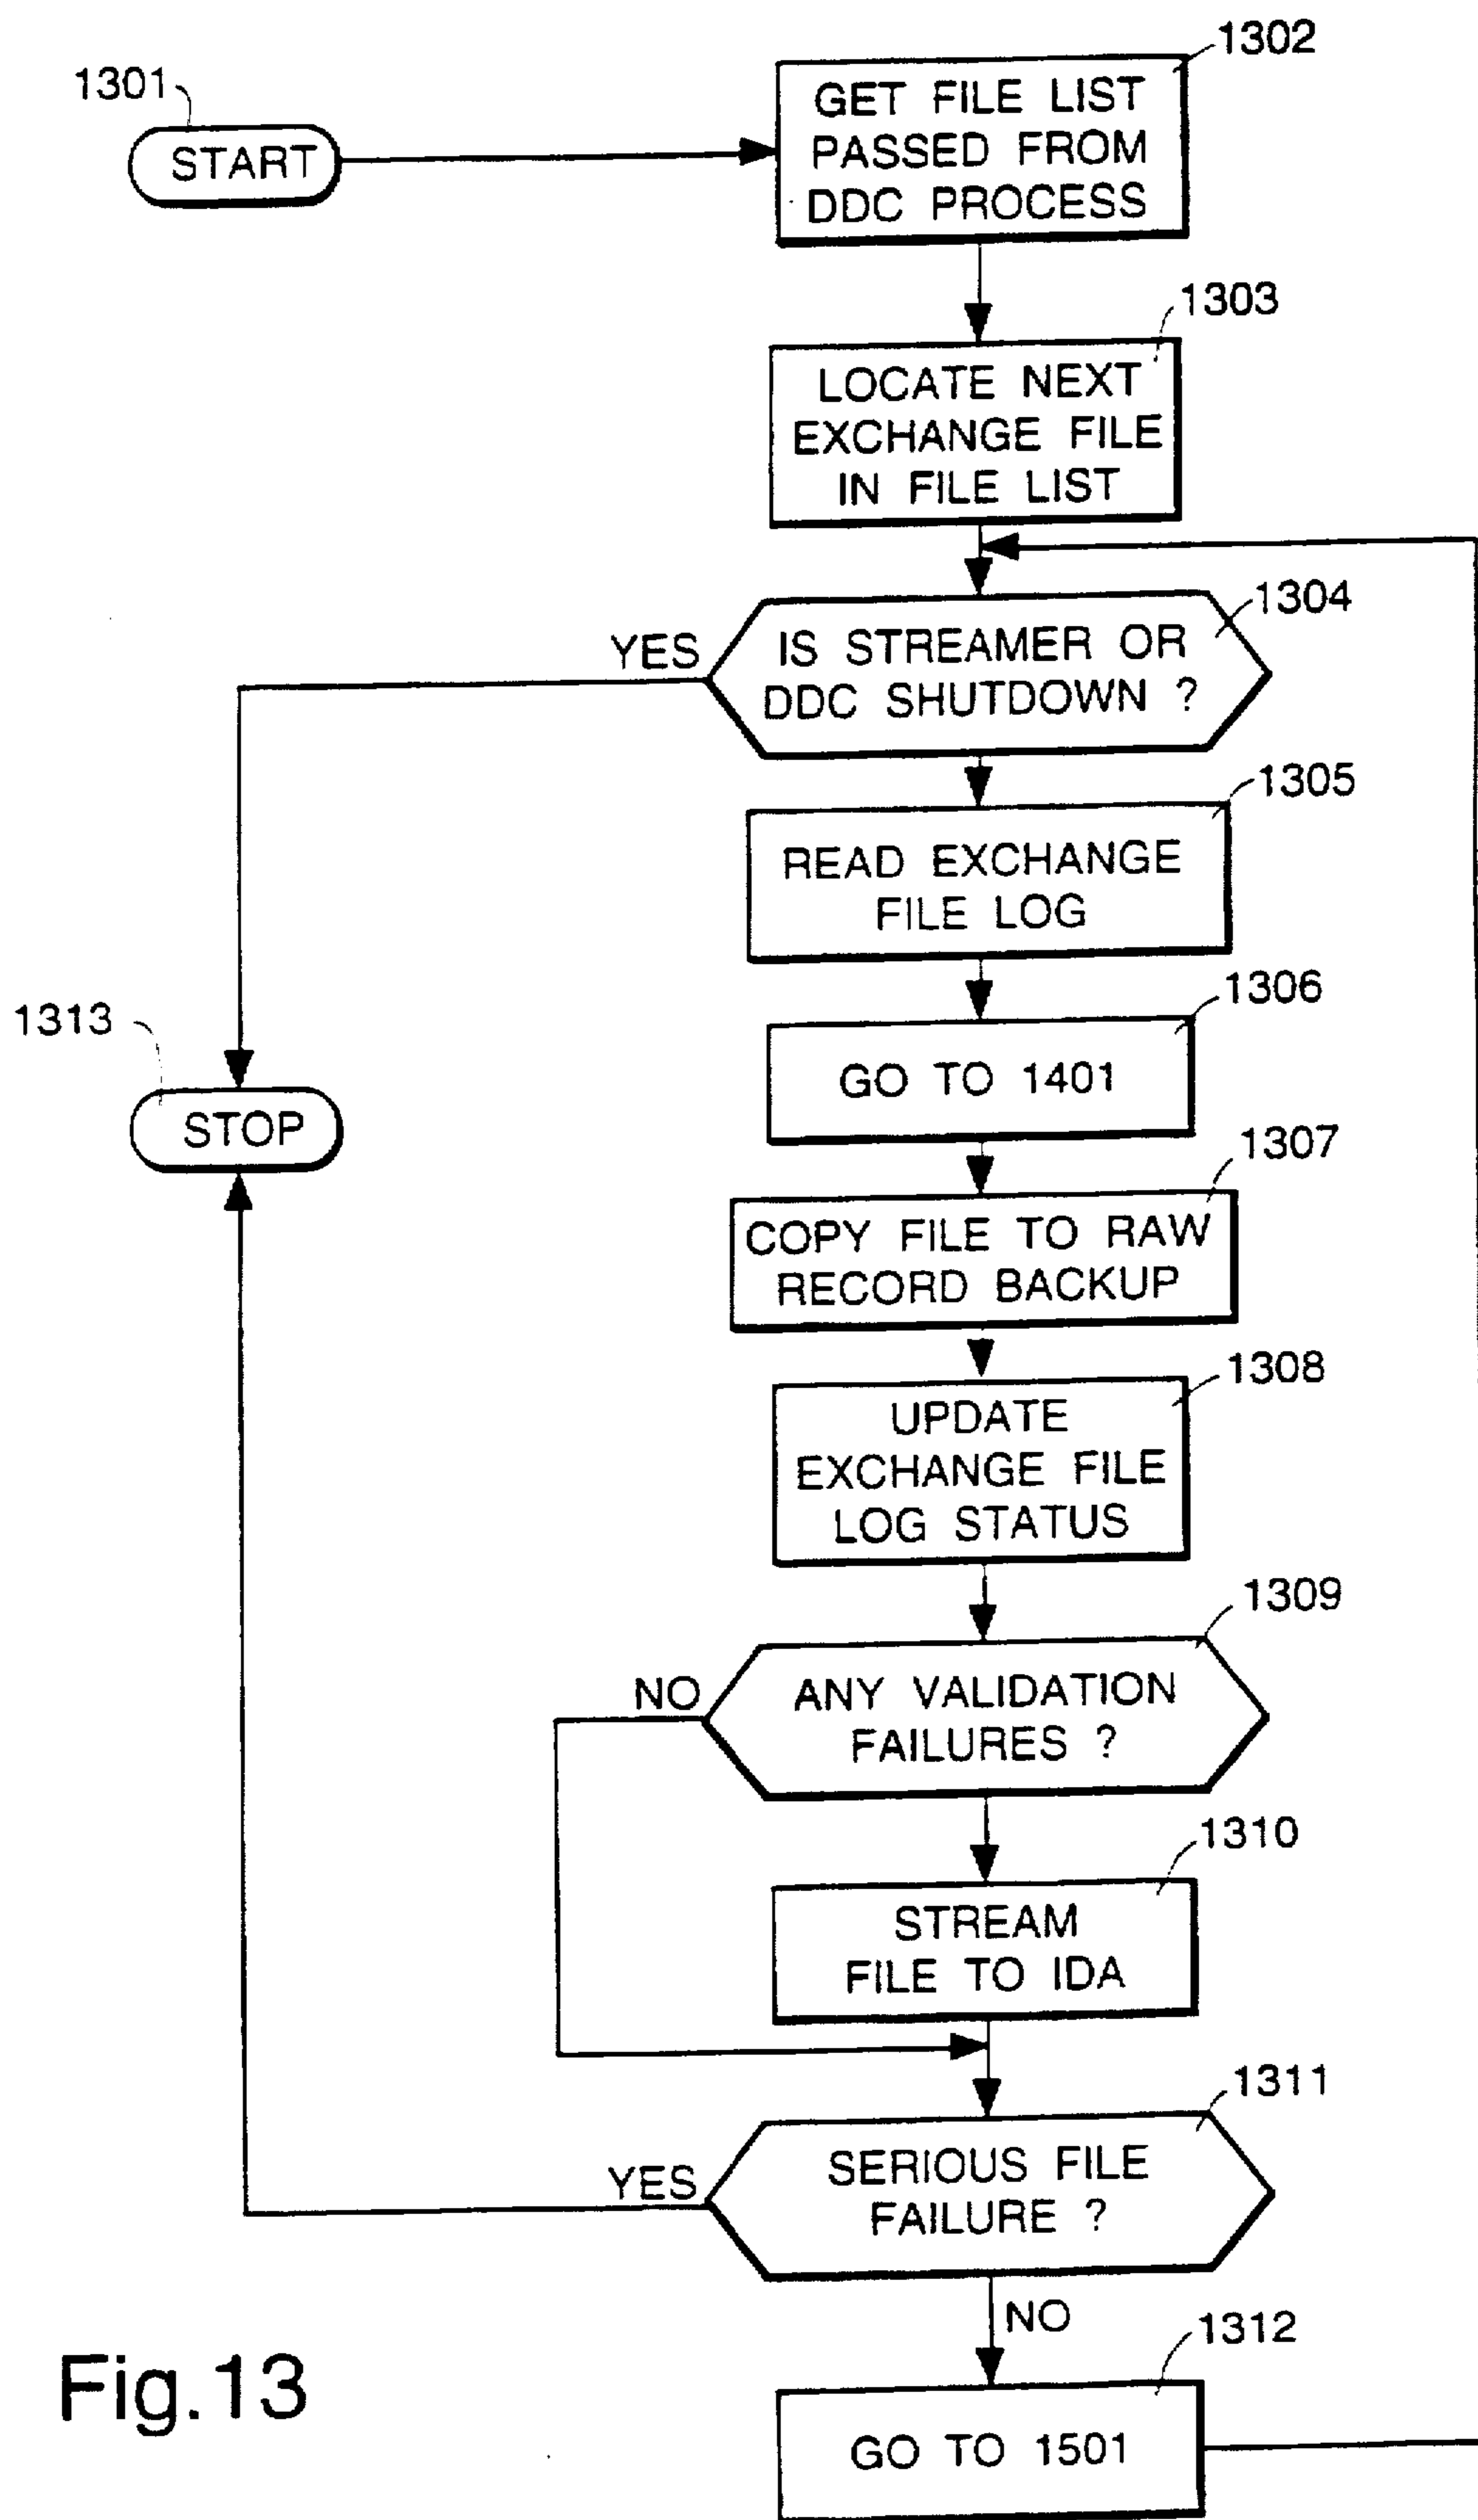 1302
GET FILE LIST
PASSED FROM
DDC PROCESS
1301
START
1303
LOCATE NEXT
EXCHANGE FILE
IN FILE LIST
1304
YES
IS STREAMER OR
DDC SHUTDOWN ?
1305
READ EXCHANGE
FILE LOG
1306
GO TO 1401
1313
STOP
1307
COPY FILE TO RAW
RECORD BACKUP
1308
UPDATE
EXCHANGE FILE
LOG STATUS
1309
NO
ANY VALIDATION
FAILURES ?
1310
STREAM
FILE TO IDA
1311
YES
SERIOUS FILE
FAILURE ?
NO
1312
GO TO 1501
Fig.13